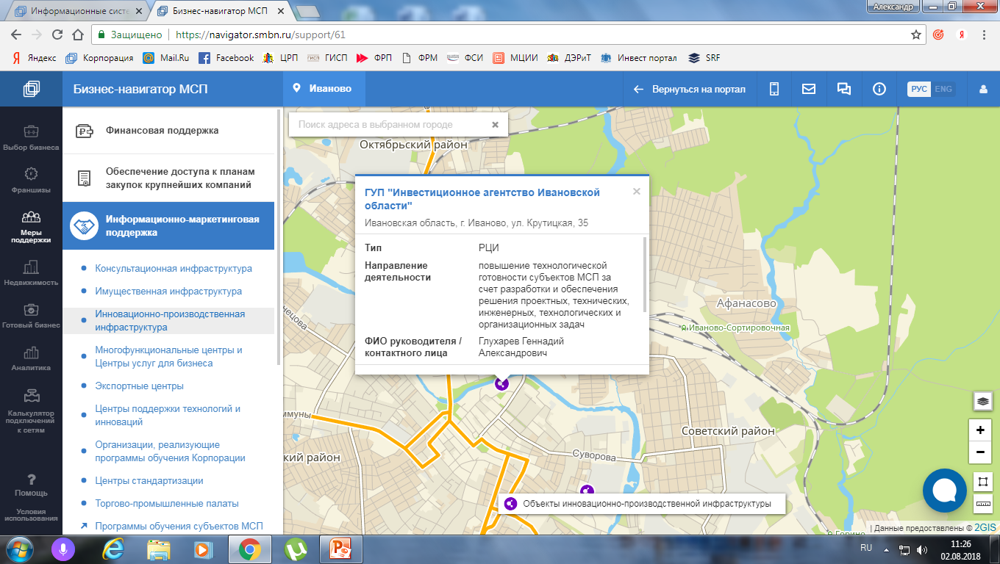 Информационные сист
Бизнес-навигатор МСП
Александр
Защищено
https://navigator.smbn.ru/support/61
Яндекс
Корпорация
Mail.Ru
Facebook
ЦРП
ГИСП
ФРП
ФРМ
ФСИ
МЦИИ
ДЭРиТ
Инвест портал
SRF
Бизнес-навигатор МСП
Иваново
Вернуться на портал
РУС ENG
Выбор бизнеса
Франшизы
Меры
поддержки
Недвижимость
Готовый бизнес
Аналитика
Калькулятор
подключений
к сетям
?
Помощь
Условия
использования
Финансовая поддержка
Обеспечение доступа к планам
закупок крупнейших компаний
Информационно-маркетинговая
поддержка
Консультационная инфраструктура
Имущественная инфраструктура
Инновационно-производственная
инфраструктура
Многофункциональные центры и
Центры услуг для бизнеса
Экспортные центры
Центры поддержки технологий и
инноваций
Организации, реализующие
программы обучения Корпорации
Центры стандартизации
Торгово-промышленные палаты
Программы обучения субъектов МСП
Поиск адреса в выбранном городе
Октябрьский район
ГУП "Инвестиционное агентство Ивановской
области"
Ивановская область, г. Иваново, ул. Крутицкая, 35
Тип
РЦИ
Направление
деятельности
повышение технологической
готовности субъектов МСП за
счет разработки и обеспечения
решения проектных, технических,
инженерных, технологических и
организационных задач
ФИО руководителя /
контактного лица
Глухарев Геннадий
Александрович
Афанасово
Иваново-Сортировочная
нецова
ммуны
кий район
Советский район
Суворова
Объекты инновационно-производственной инфраструктуры
+
−
| Данные предоставлены © 2GIS
RU
11:26
02.08.2018